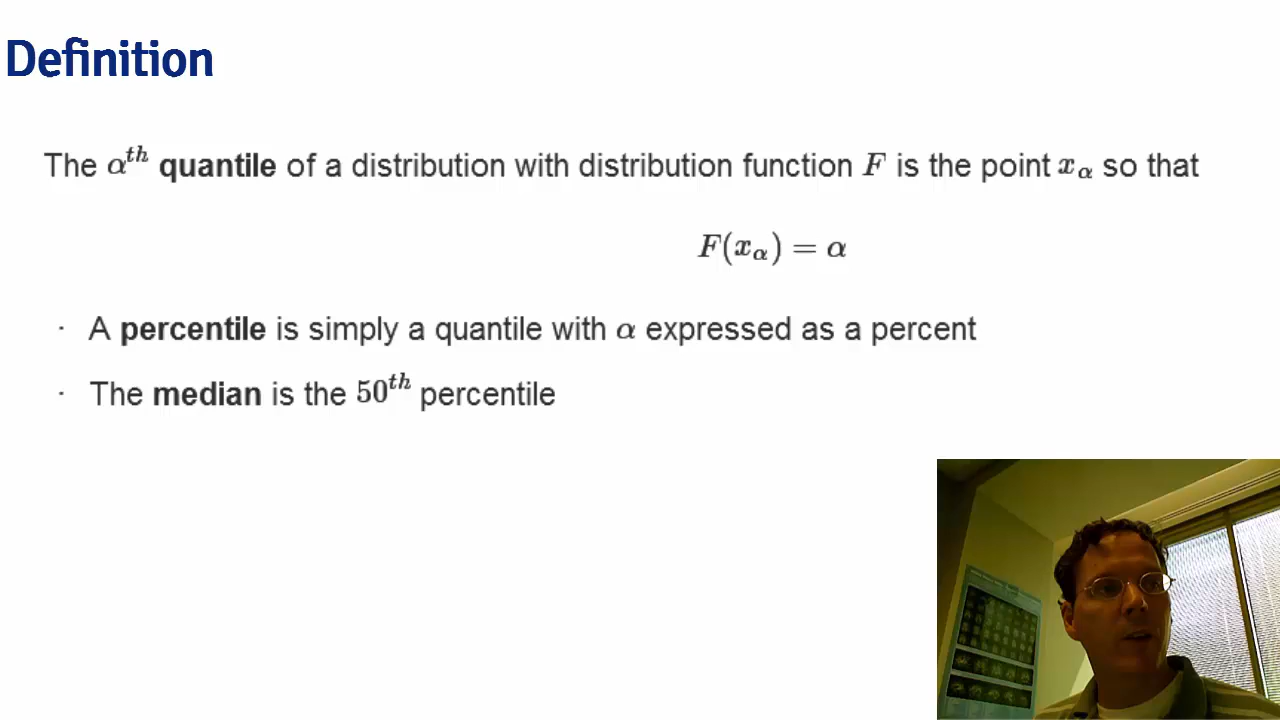 Definition
The α^th quantile of a distribution with distribution function F is the point x_α so that
F(x_α) = α
· A percentile is simply a quantile with α expressed as a percent
· The median is the 50^th percentile